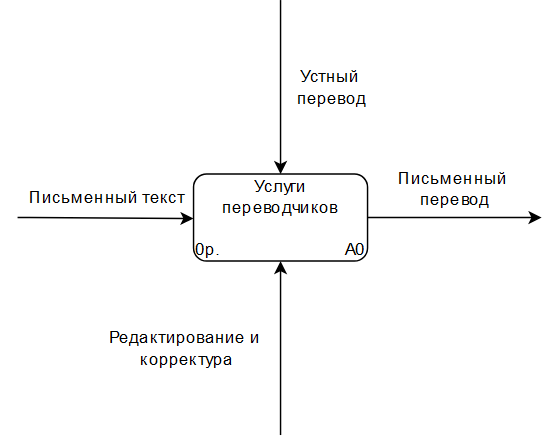 Устный
перевод
Письменный текст
Услуги
переводчиков
Письменный
перевод
0р.
A0
Редактирование и
корректура